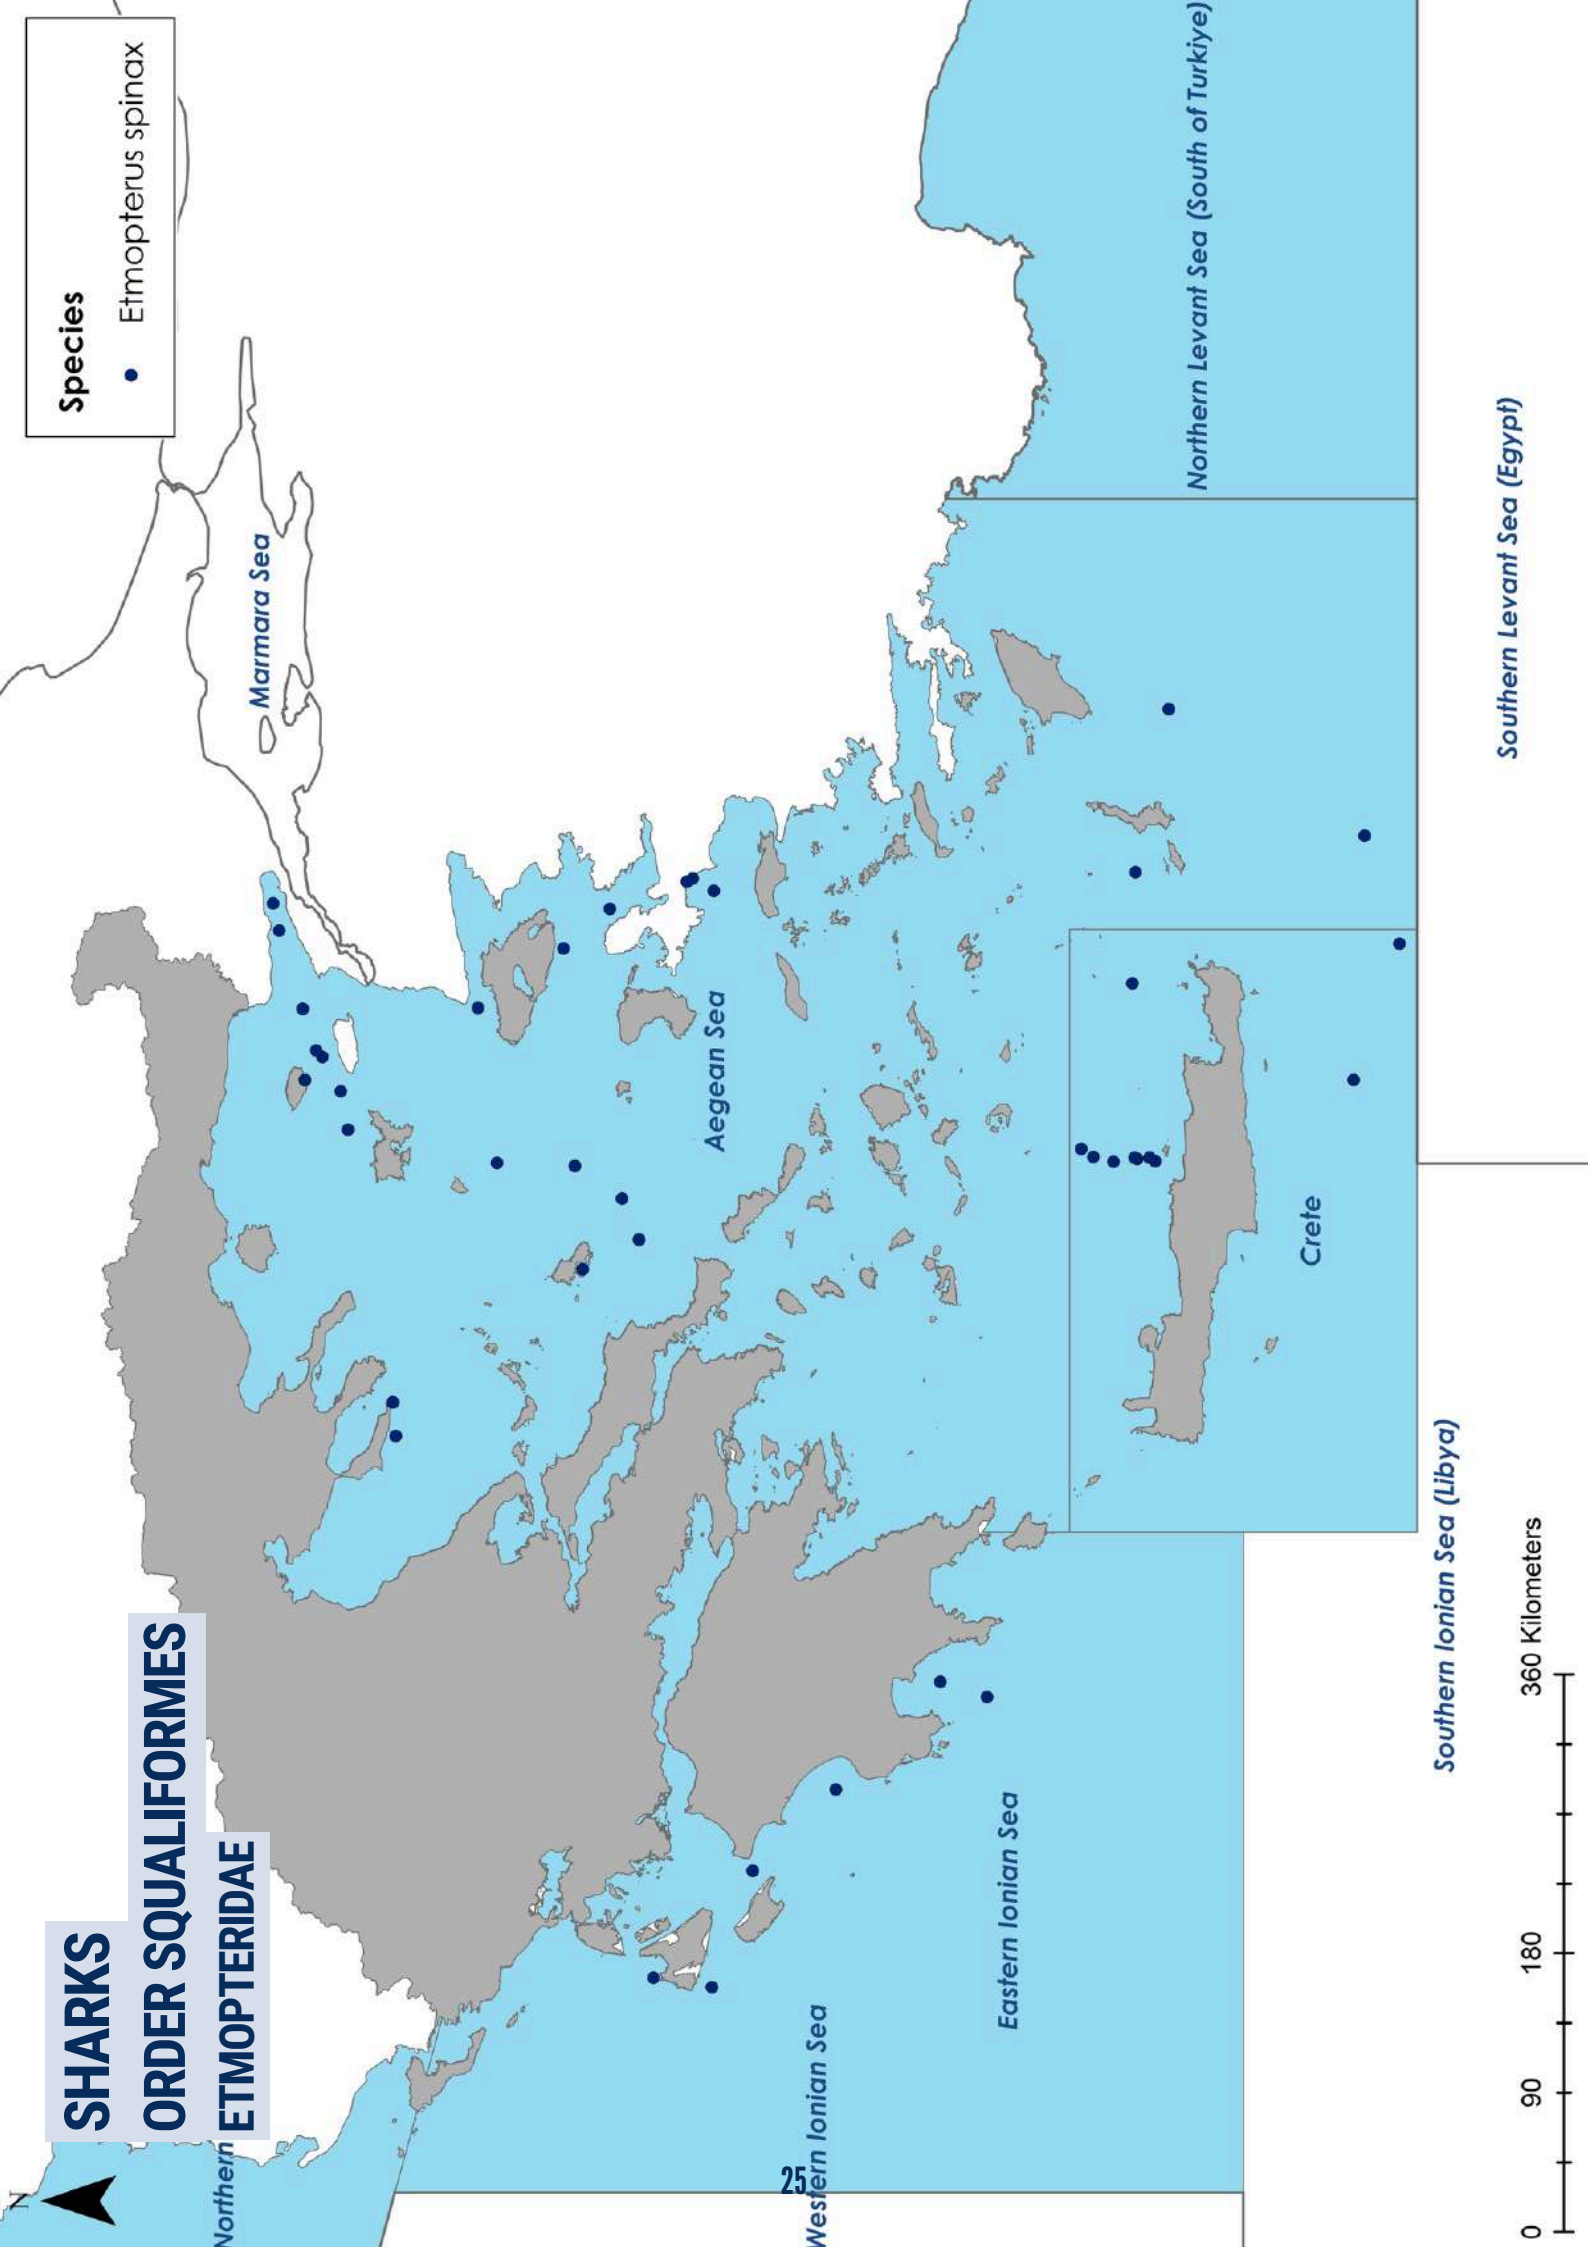 SHARKS
ORDER SQUALIFORMES
ETMOPTERIDAE
N
Species
Etmopterus spinax
Northern
Marmara Sea
Aegean Sea
Western Ionian Sea
Eastern Ionian Sea
Crete
Northern Levant Sea (South of Turkiye)
Southern Ionian Sea (Libya)
Southern Levant Sea (Egypt)
0 90 180 360 Kilometers
25